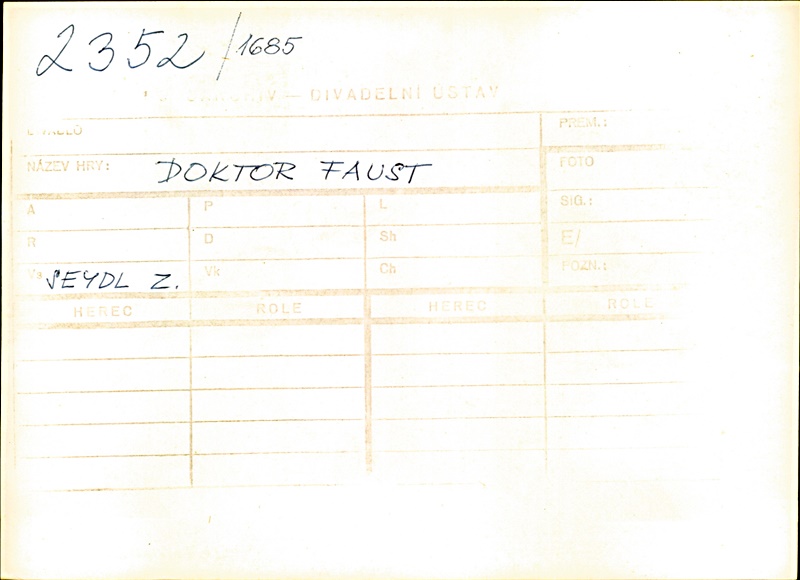 2352/1685
— DIVADELNÍ ÚSTAV
PREM.:
NÁZEV HRY: DOKTOR FAUST
FOTO
A P L SIG.:
R D Sh E/
Vs SEYDL Z. Vk Ch POZN.:
HEREC ROLE HEREC ROLE